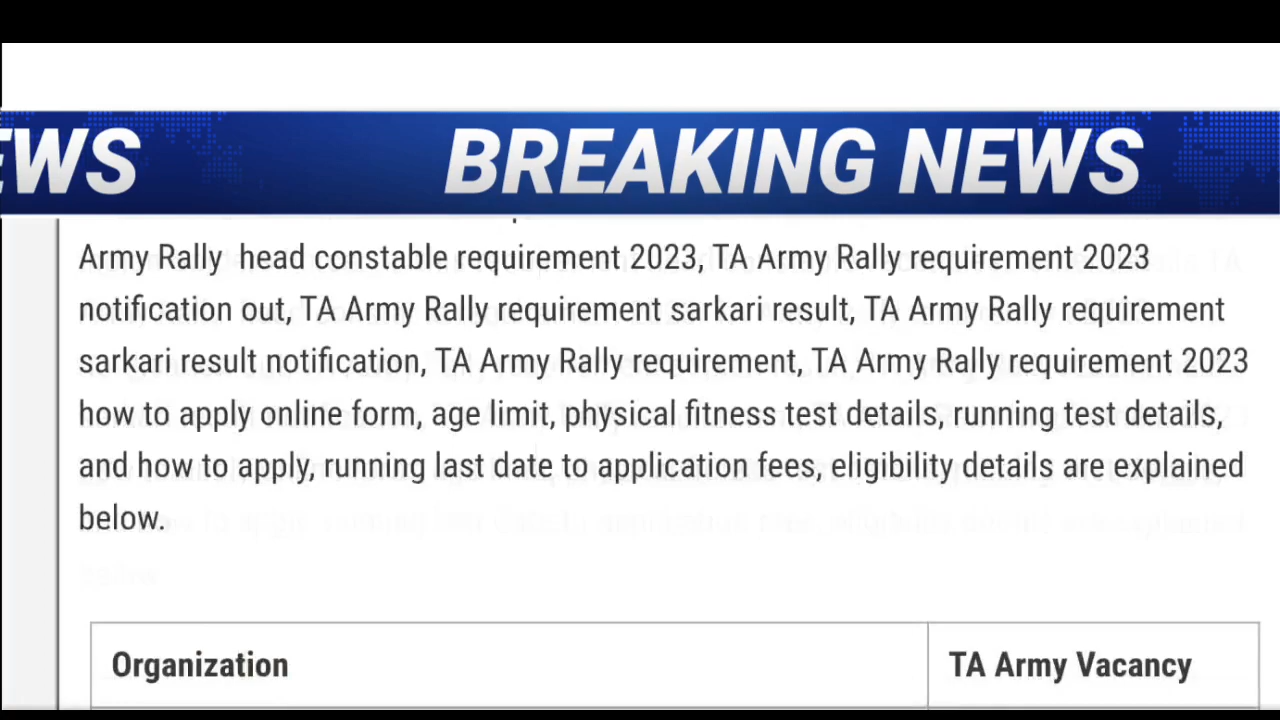 EWS BREAKING NEWS
Army Rally head constable requirement 2023, TA Army Rally requirement 2023
notification out, TA Army Rally requirement sarkari result, TA Army Rally requirement
sarkari result notification, TA Army Rally requirement, TA Army Rally requirement 2023
how to apply online form, age limit, physical fitness test details, running test details,
and how to apply, running last date to application fees, eligibility details are explained
below.
Organization TA Army Vacancy